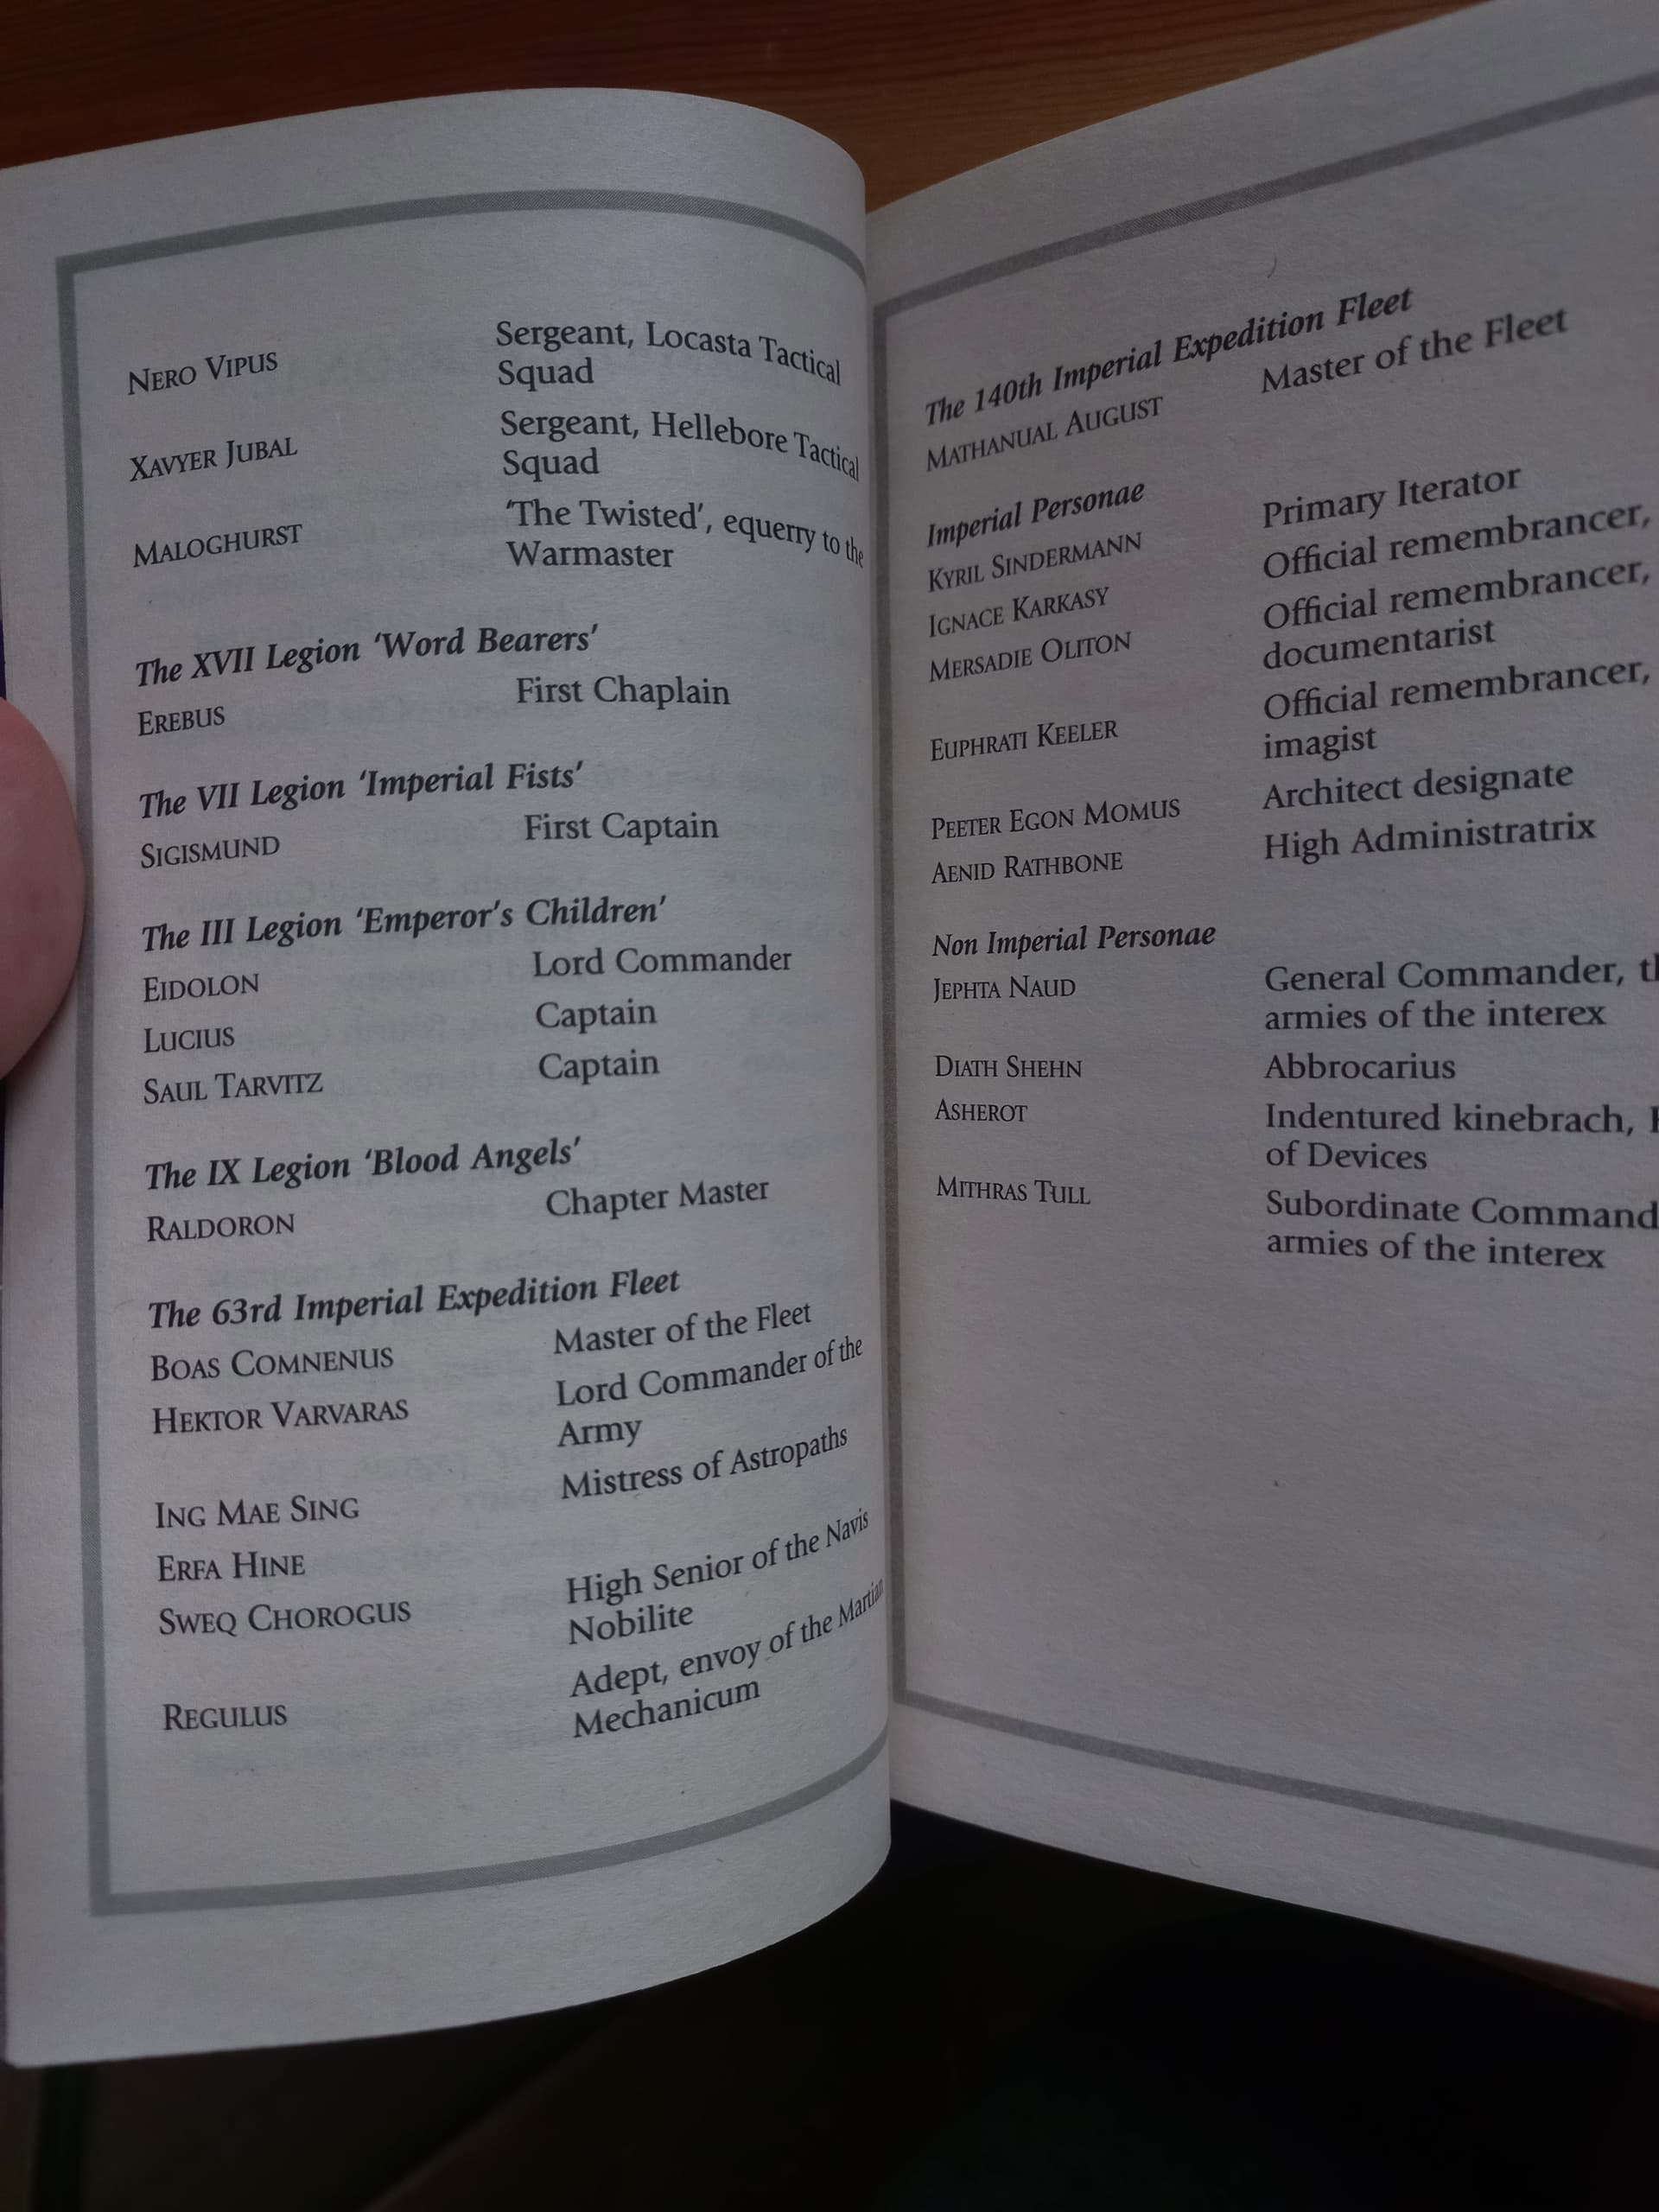 NERO VIPUS Sergeant, Locasta Tactical
Squad
XAVYER JUBAL Sergeant, Hellebore Tactical
Squad
MALOGHURST ‘The Twisted’, equerry to the
Warmaster
The XVII Legion ‘Word Bearers’
EREBUS First Chaplain
The VII Legion ‘Imperial Fists’
SIGISMUND First Captain
The III Legion ‘Emperor’s Children’
EIDOLON Lord Commander
LUCIUS Captain
SAUL TARVITZ Captain
The IX Legion ‘Blood Angels’
RALDORON Chapter Master
The 63rd Imperial Expedition Fleet
BOAS COMNENUS Master of the Fleet
HEKTOR VARVARAS Lord Commander of the
Army
ING MAE SING Mistress of Astropaths
ERFA HINE
SWEQ CHOROGUS High Senior of the Navis
Nobilite
REGULUS Adept, envoy of the Martian
Mechanicum
The 140th Imperial Expedition Fleet
MATHANUAL AUGUST Master of the Fleet
Imperial Personae
KYRIL SINDERMANN Primary Iterator
IGNACE KARKASY Official remembrancer,
MERSADIE OLITON Official remembrancer,
documentarist
EUPHRATI KEELER Official remembrancer,
imagist
PEETER EGON MOMUS Architect designate
AENID RATHBONE High Administratrix
Non Imperial Personae
JEPHTA NAUD General Commander,
armies of the interex
DIATH SHEHN Abbrocarius
ASHEROT Indentured kinebrach,
of Devices
MITHRAS TULL Subordinate Command
armies of the interex